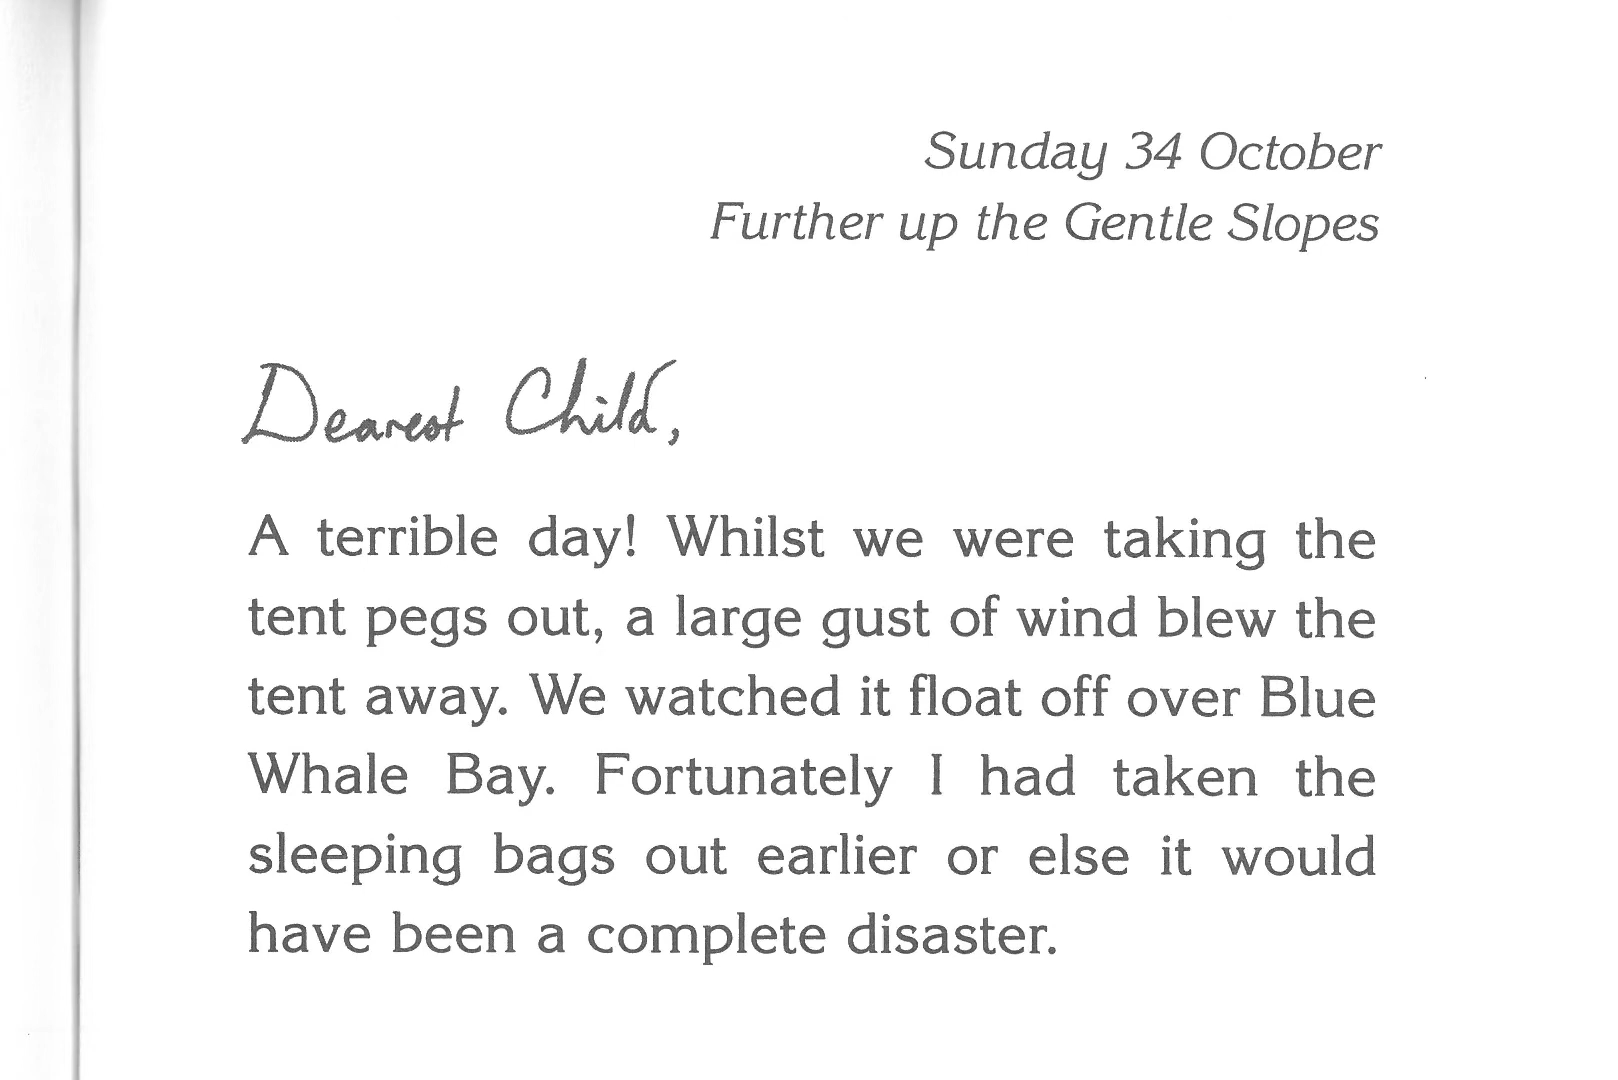 Sunday 34 October
Further up the Gentle Slopes
Dearest Child,
A terrible day! Whilst we were taking the
tent pegs out, a large gust of wind blew the
tent away. We watched it float off over Blue
Whale Bay. Fortunately I had taken the
sleeping bags out earlier or else it would
have been a complete disaster.